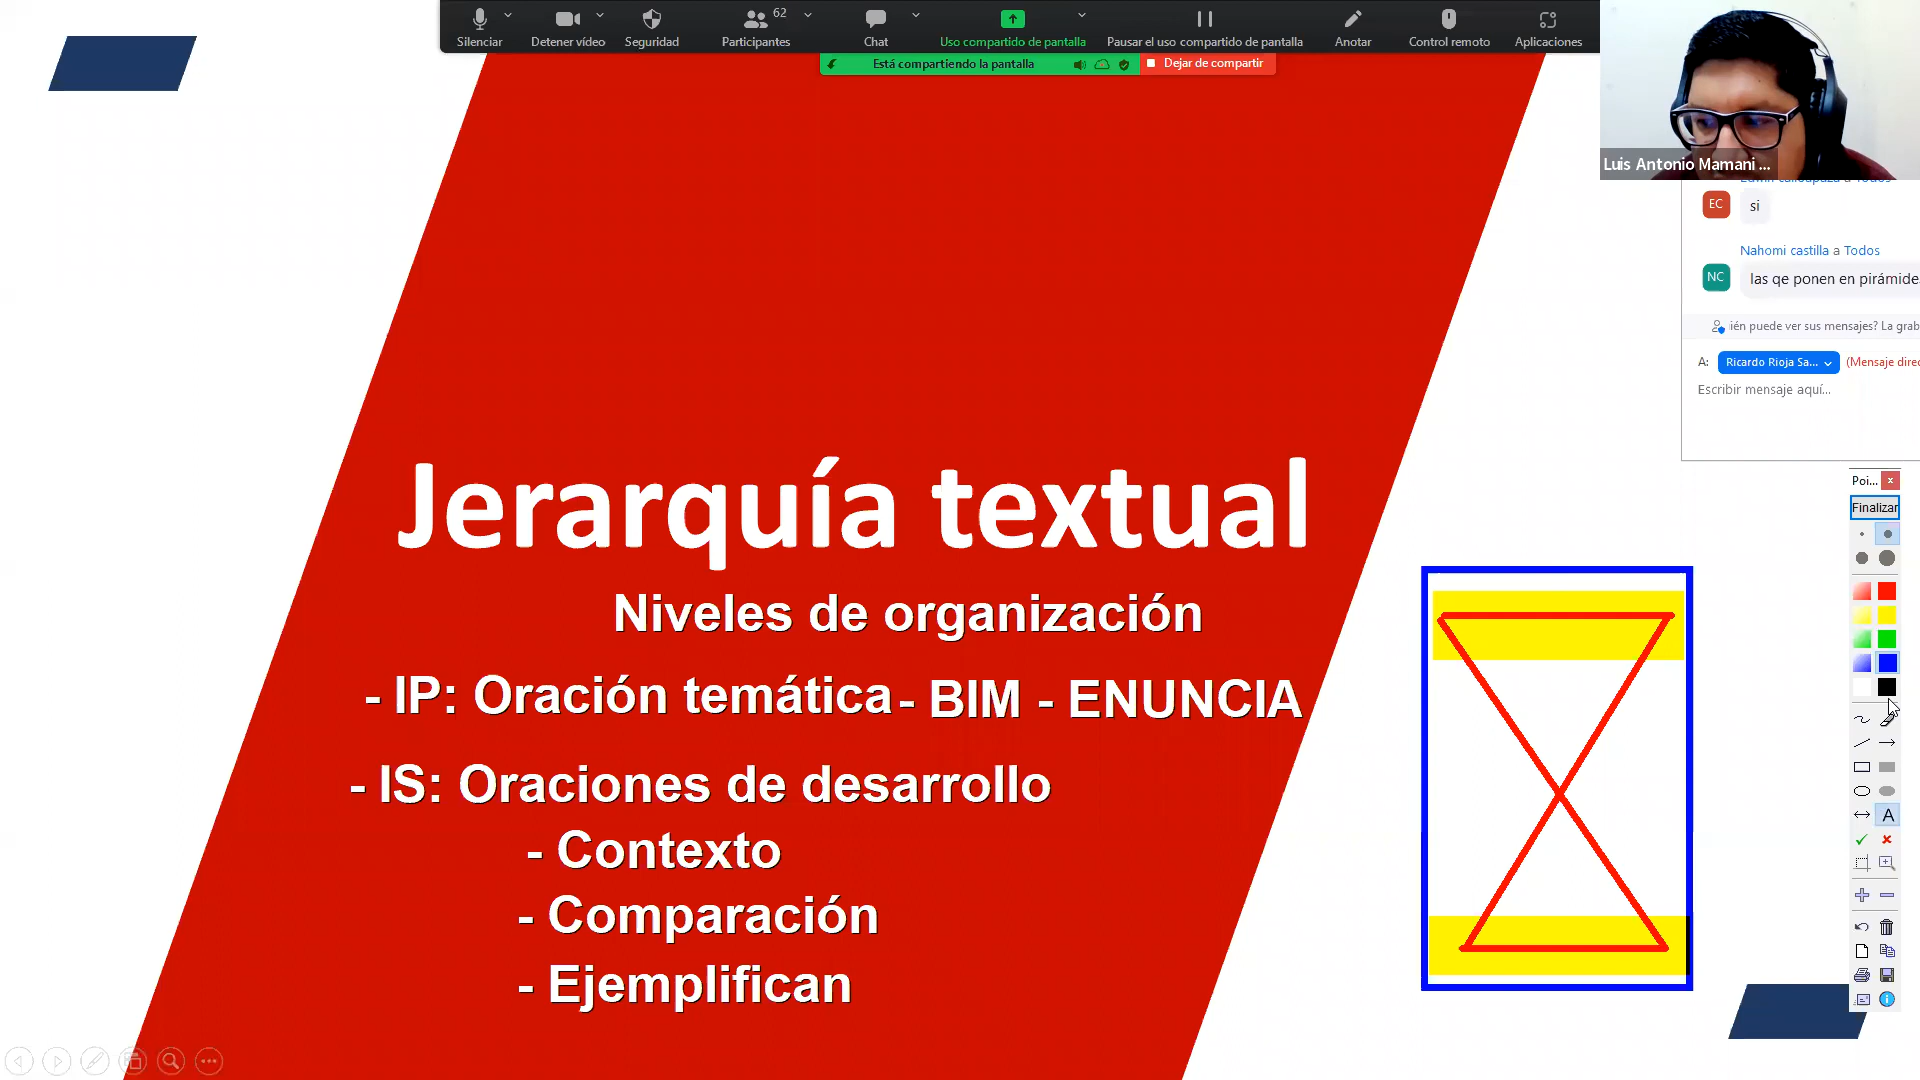 Silenciar
Detener vídeo
Seguridad
62
Participantes
Chat
Uso compartido de pantalla
Pausar el uso compartido de pantalla
Anotar
Control remoto
Aplicaciones
Está compartiendo la pantalla
Dejar de compartir
Luis Antonio Mamani ...
EC
si
Nahomi castilla a Todos
NC
las qe ponen en pirámide
ién puede ver sus mensajes? La grab
A: Ricardo Rioja Sa... (Mensaje direc
Escribir mensaje aquí...
Poi...
Finalizar
A
Jerarquía textual
Niveles de organización
- IP: Oración temática - BIM - ENUNCIA
- IS: Oraciones de desarrollo
- Contexto
- Comparación
- Ejemplifican